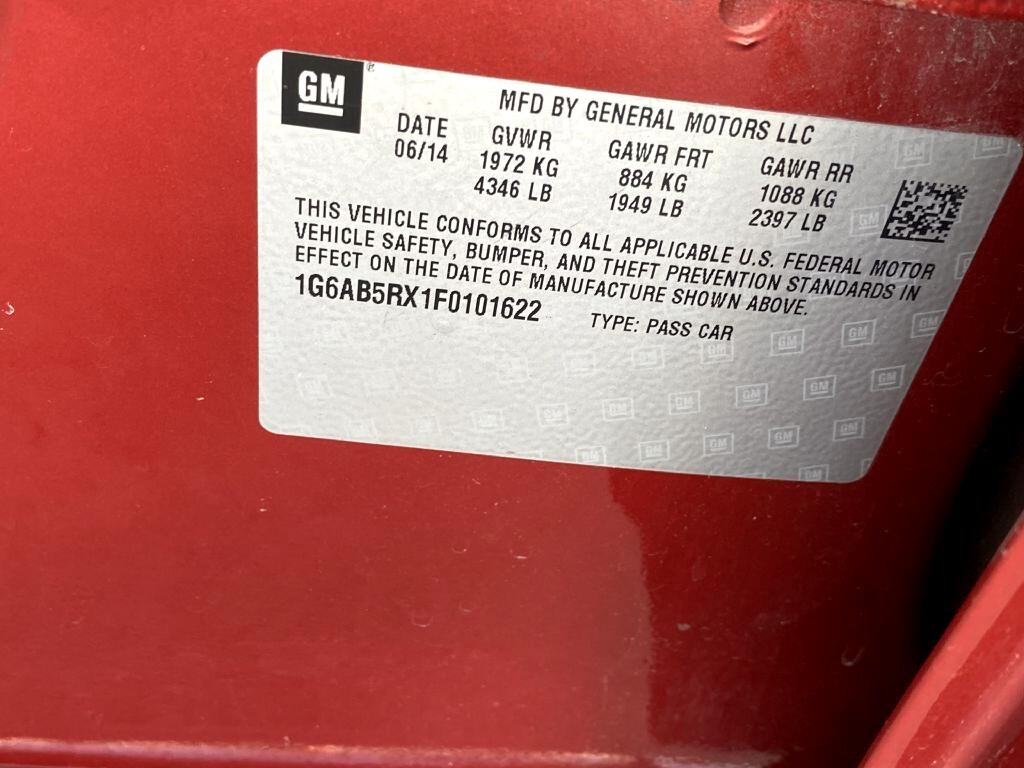 GM
MFD BY GENERAL MOTORS LLC
DATE GVWR GAWR FRT GAWR RR
06/14 1972 KG 884 KG 1088 KG
4346 LB 1949 LB 2397 LB
THIS VEHICLE CONFORMS TO ALL APPLICABLE U.S. FEDERAL MOTOR
VEHICLE SAFETY, BUMPER, AND THEFT PREVENTION STANDARDS IN
EFFECT ON THE DATE OF MANUFACTURE SHOWN ABOVE.
1G6AB5RX1F0101622 TYPE: PASS CAR